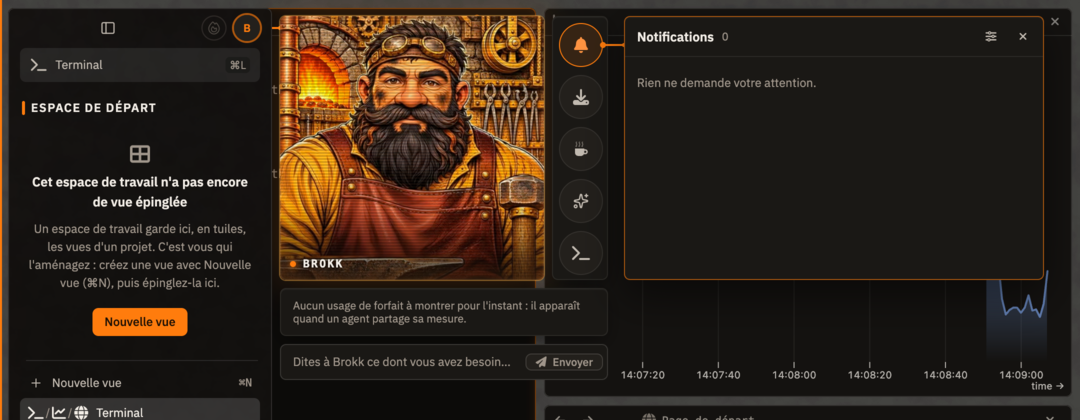 B
Terminal
⌘L
ESPACE DE DÉPART
Cet espace de travail n'a pas encore
de vue épinglée
Un espace de travail garde ici, en tuiles,
les vues d'un projet. C'est vous qui
l'aménagez : créez une vue avec Nouvelle
vue (⌘N), puis épinglez-la ici.
Nouvelle vue
Nouvelle vue
⌘N
Terminal
BROKK
Aucun usage de forfait à montrer pour l'instant : il apparaît
quand un agent partage sa mesure.
Dites à Brokk ce dont vous avez besoin...
Envoyer
Notifications 0
Rien ne demande votre attention.
14:07:20 14:07:40 14:08:00 14:08:20 14:08:40 14:09:00
time →
Page de départ